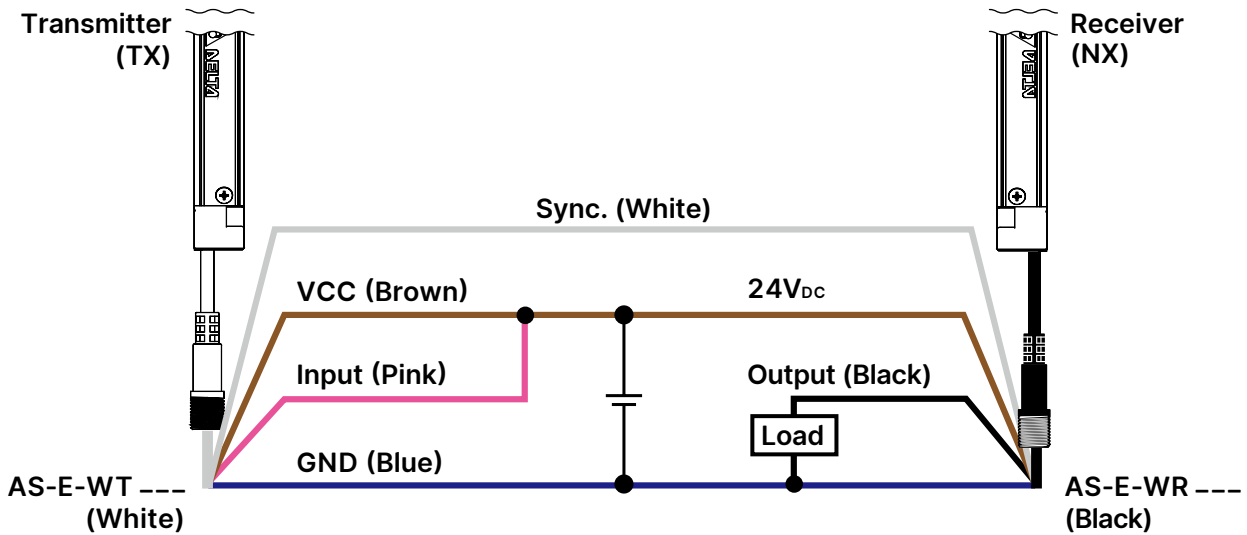 Transmitter
(TX)
Receiver
(NX)
DELTA
Sync. (White)
VCC (Brown)
24VDC
Input (Pink)
Output (Black)
Load
GND (Blue)
AS-E-WT ---
(White)
AS-E-WR ---
(Black)